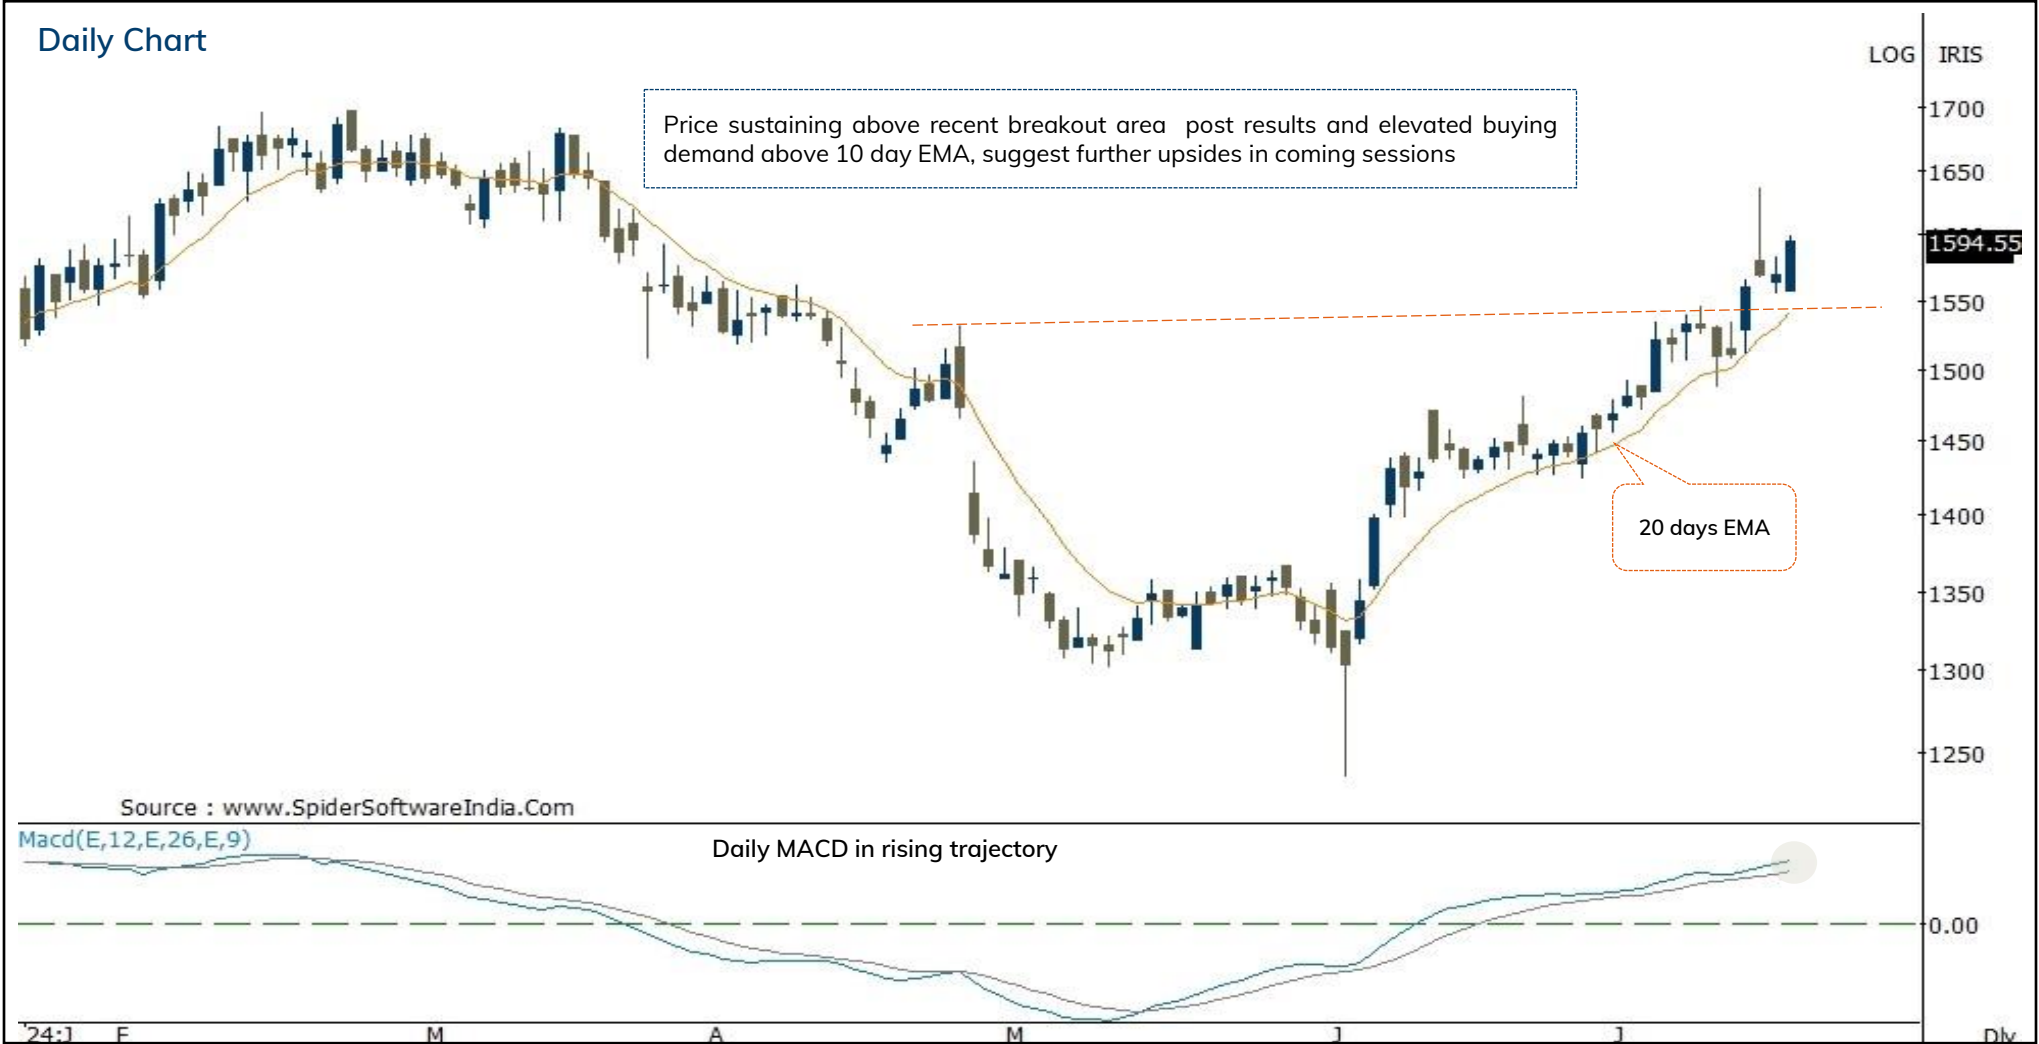 Daily Chart
LOG IRIS
Price sustaining above recent breakout area post results and elevated buying
demand above 10 day EMA, suggest further upsides in coming sessions
1700
1650
1594.55
1550
1500
1450
20 days EMA
1400
1350
1300
1250
Source : www.SpiderSoftwareIndia.Com
Macd(E,12,E,26,E,9)
Daily MACD in rising trajectory
0.00
'24:J F M A M J J Dly